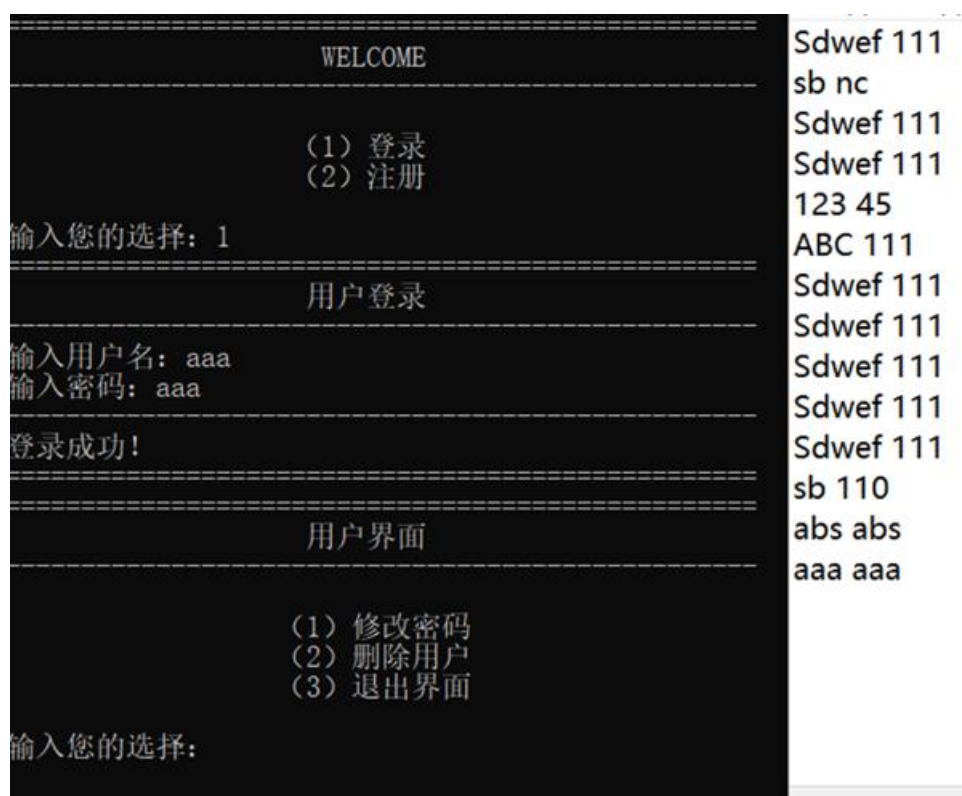 WELCOME
(1) 登录
(2) 注册
输入您的选择: 1
用户登录
输入用户名: aaa
输入密码: aaa
登录成功!
用户界面
(1) 修改密码
(2) 删除用户
(3) 退出界面
输入您的选择:
Sdwef 111
sb nc
Sdwef 111
Sdwef 111
123 45
ABC 111
Sdwef 111
Sdwef 111
Sdwef 111
Sdwef 111
Sdwef 111
sb 110
abs abs
aaa aaa